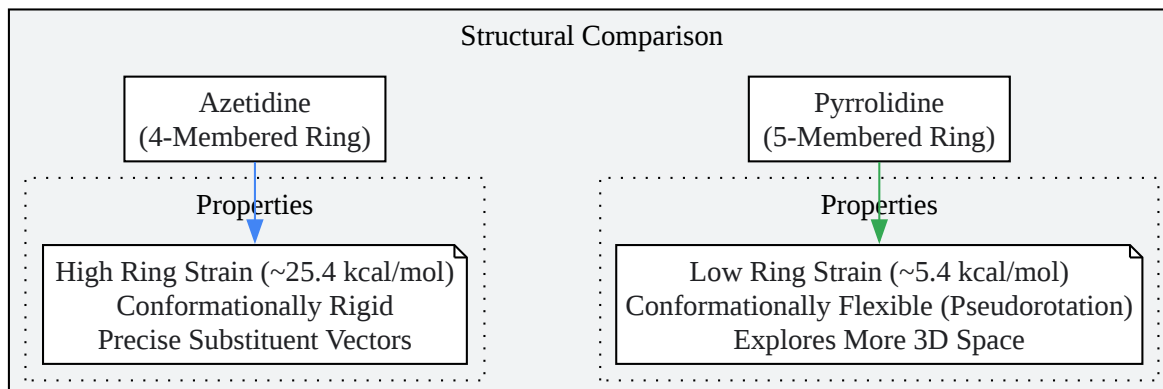 Structural Comparison
Azetidine
(4-Membered Ring)
Properties
High Ring Strain (~25.4 kcal/mol)
Conformationally Rigid
Precise Substituent Vectors
Pyrrolidine
(5-Membered Ring)
Properties
Low Ring Strain (~5.4 kcal/mol)
Conformationally Flexible (Pseudorotation)
Explores More 3D Space